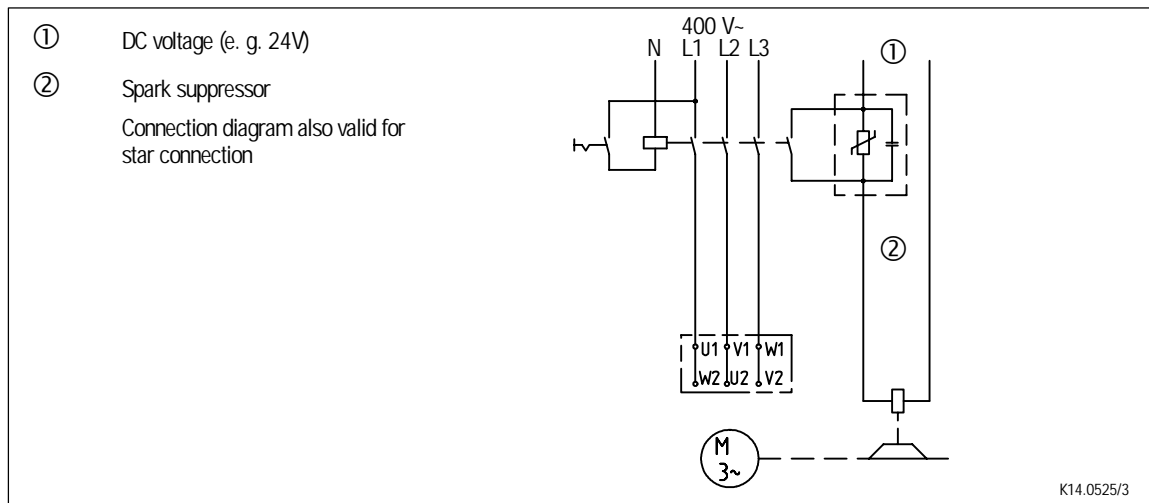 ① DC voltage (e. g. 24V)
② Spark suppressor
Connection diagram also valid for
star connection
400 V~
N L1 L2 L3
①
②
U1 V1 W1
W2 U2 V2
M
3~
K14.0525/3